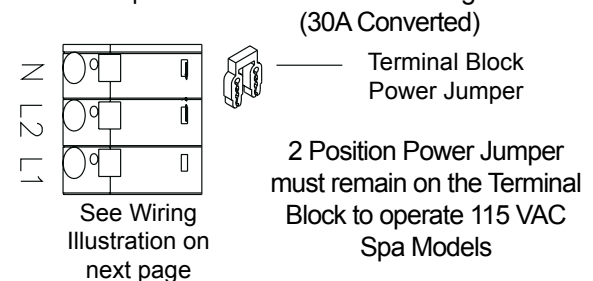 (30A Converted)
Terminal Block
Power Jumper
N
L2
L1
2 Position Power Jumper
must remain on the Terminal
Block to operate 115 VAC
Spa Models
See Wiring
Illustration on
next page